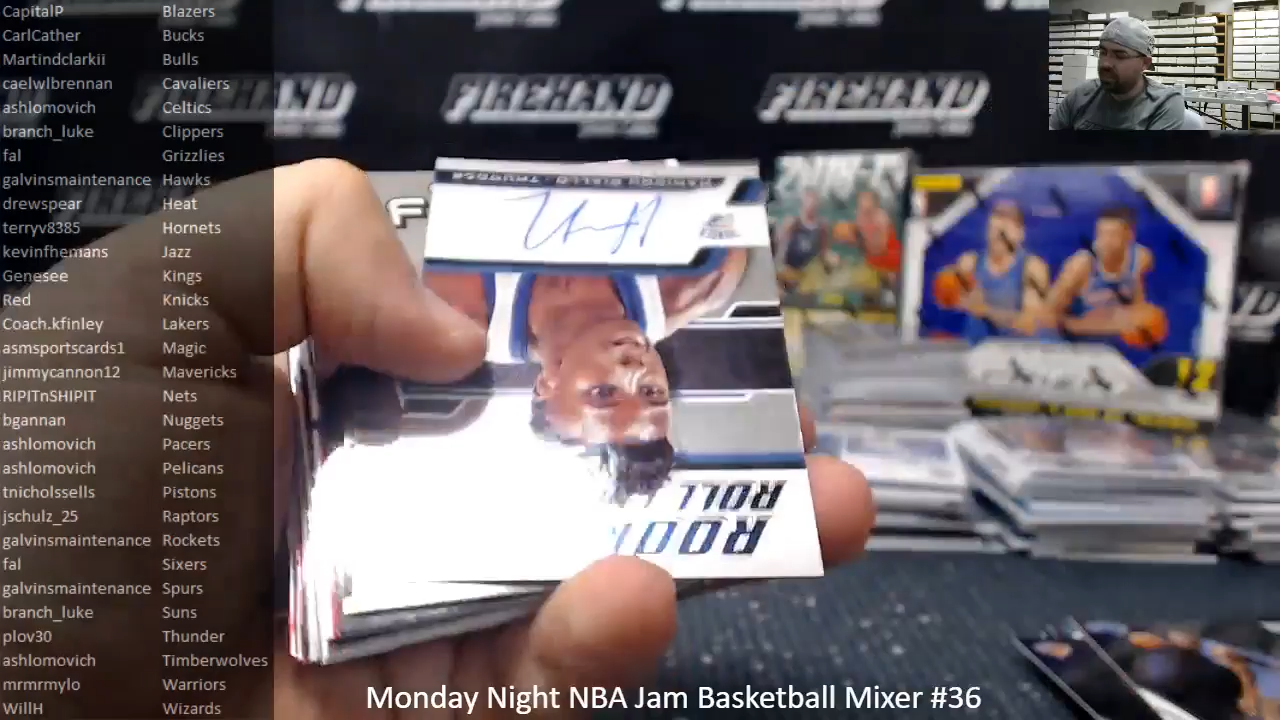 CapitalP Blazers
CarlCather Bucks
Martindclarkii Bulls
caelwlbrennan Cavaliers
ashlomovich Celtics
branch_luke Clippers
fal Grizzlies
galvinsmaintenance Hawks
drewspear Heat
terryv8385 Hornets
kevinfhemans Jazz
Genesee Kings
Red Knicks
Coach.kfinley Lakers
asmsportscards1 Magic
jimmycannon12 Mavericks
RIPITnSHIPIT Nets
bgannan Nuggets
ashlomovich Pacers
ashlomovich Pelicans
tnicholssells Pistons
jschulz_25 Raptors
galvinsmaintenance Rockets
fal Sixers
galvinsmaintenance Spurs
branch_luke Suns
plov30 Thunder
ashlomovich Timberwolves
mrmrmylo Warriors
WillH Wizards
FIREHAND
FIREHAND
FIREHAND
HAMIDOU DIALLO - THUNDER
ROLL
Monday Night NBA Jam Basketball Mixer #36